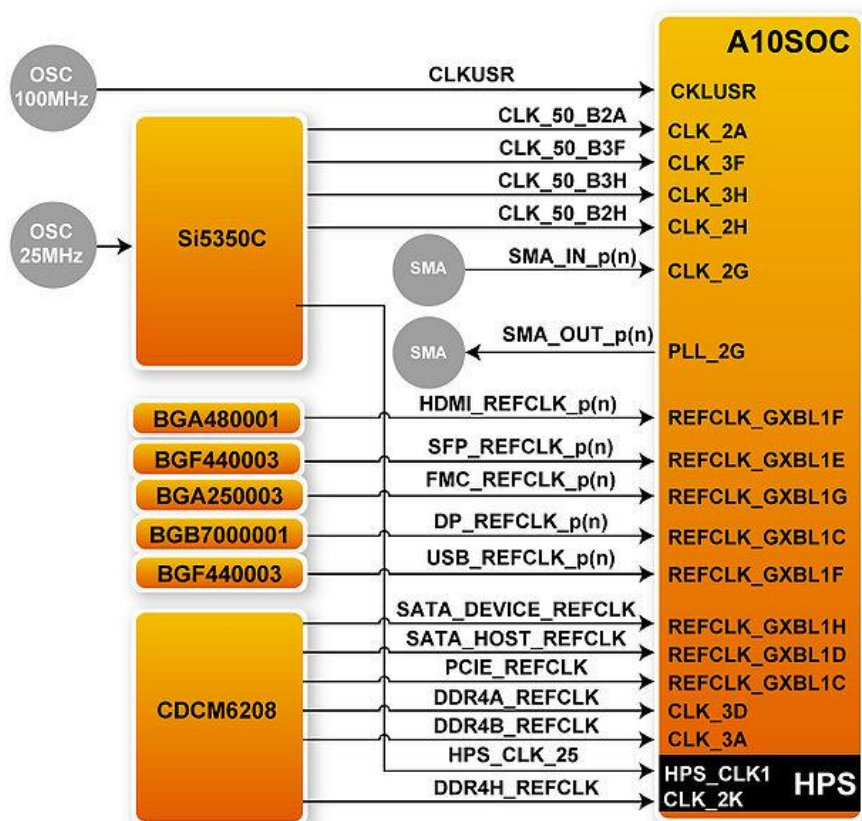 A10SOC
OSC
100MHz
CLKUSR
CKLUSR
OSC
25MHz
Si5350C
CLK_50_B2A
CLK_2A
CLK_50_B3F
CLK_3F
CLK_50_B3H
CLK_3H
CLK_50_B2H
CLK_2H
SMA
SMA_IN_p(n)
CLK_2G
SMA
SMA_OUT_p(n)
PLL_2G
BGA480001
HDMI_REFCLK_p(n)
REFCLK_GXBL1F
BGF440003
SFP_REFCLK_p(n)
REFCLK_GXBL1E
BGA250003
FMC_REFCLK_p(n)
REFCLK_GXBL1G
BGB7000001
DP_REFCLK_p(n)
REFCLK_GXBL1C
BGF440003
USB_REFCLK_p(n)
REFCLK_GXBL1F
CDCM6208
SATA_DEVICE_REFCLK
REFCLK_GXBL1H
SATA_HOST_REFCLK
REFCLK_GXBL1D
PCIE_REFCLK
REFCLK_GXBL1C
DDR4A_REFCLK
CLK_3D
DDR4B_REFCLK
CLK_3A
HPS_CLK_25
HPS_CLK1
HPS
DDR4H_REFCLK
CLK_2K